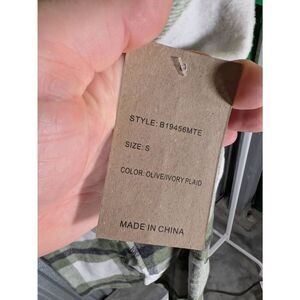 STYLE: B19456MTE
SIZE: S
COLOR: OLIVE/IVORY PLAID
MADE IN CHINA